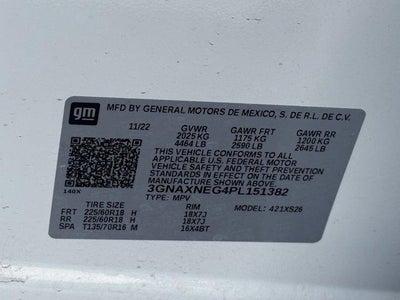 gm MFD BY GENERAL MOTORS DE MEXICO, S. DE R.L. DE C.V.
11/22 GVWR GAWR FRT GAWR RR
2025 KG 1175 KG 1200 KG
4464 LB 2590 LB 2645 LB
THIS VEHICLE CONFORMS TO ALL
APPLICABLE U.S. FEDERAL MOTOR
VEHICLE SAFETY, BUMPER, AND THEFT
PREVENTION STANDARDS IN EFFECT ON THE
DATE OF MANUFACTURE SHOWN ABOVE.
3GNAXNEG4PL151382
140X TYPE: MPV MODEL: 421XS26
TIRE SIZE RIM
FRT 225/60R18 H 18X7J
RR 225/60R18 H 18X7J
SPA T135/70R16 M 16X4BT